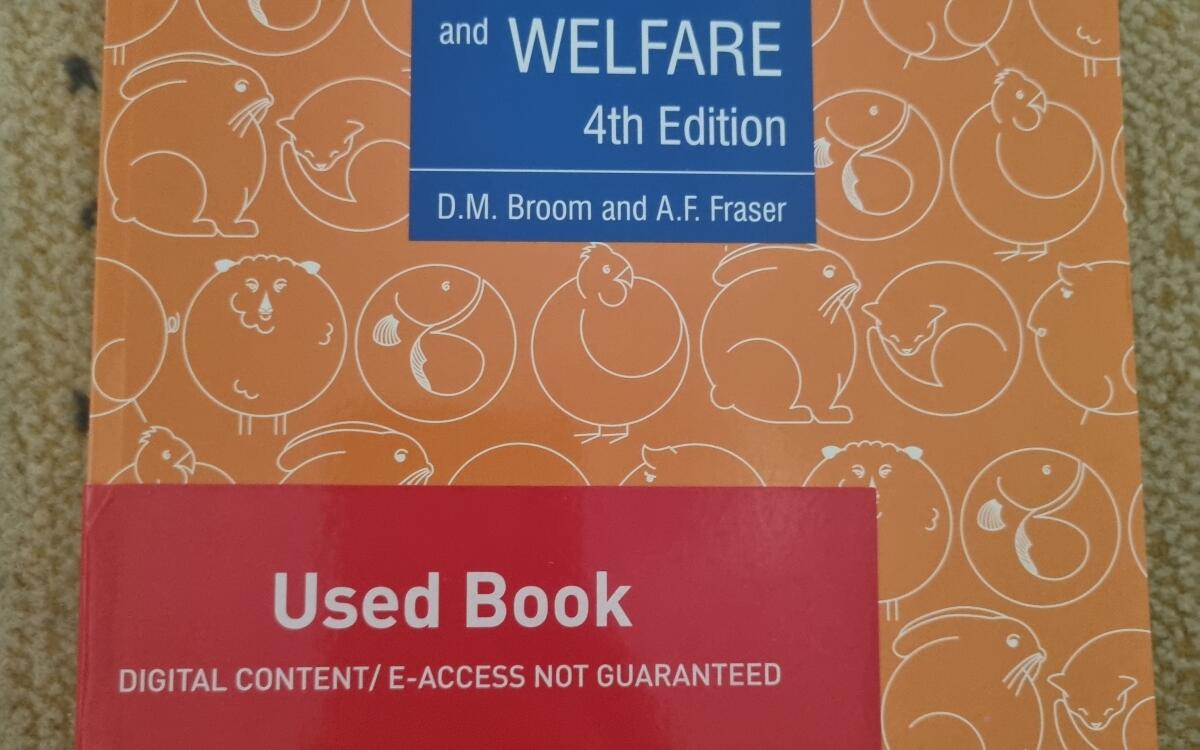 and WELFARE
4th Edition
D.M. Broom and A.F. Fraser
Used Book
DIGITAL CONTENT/ E-ACCESS NOT GUARANTEED